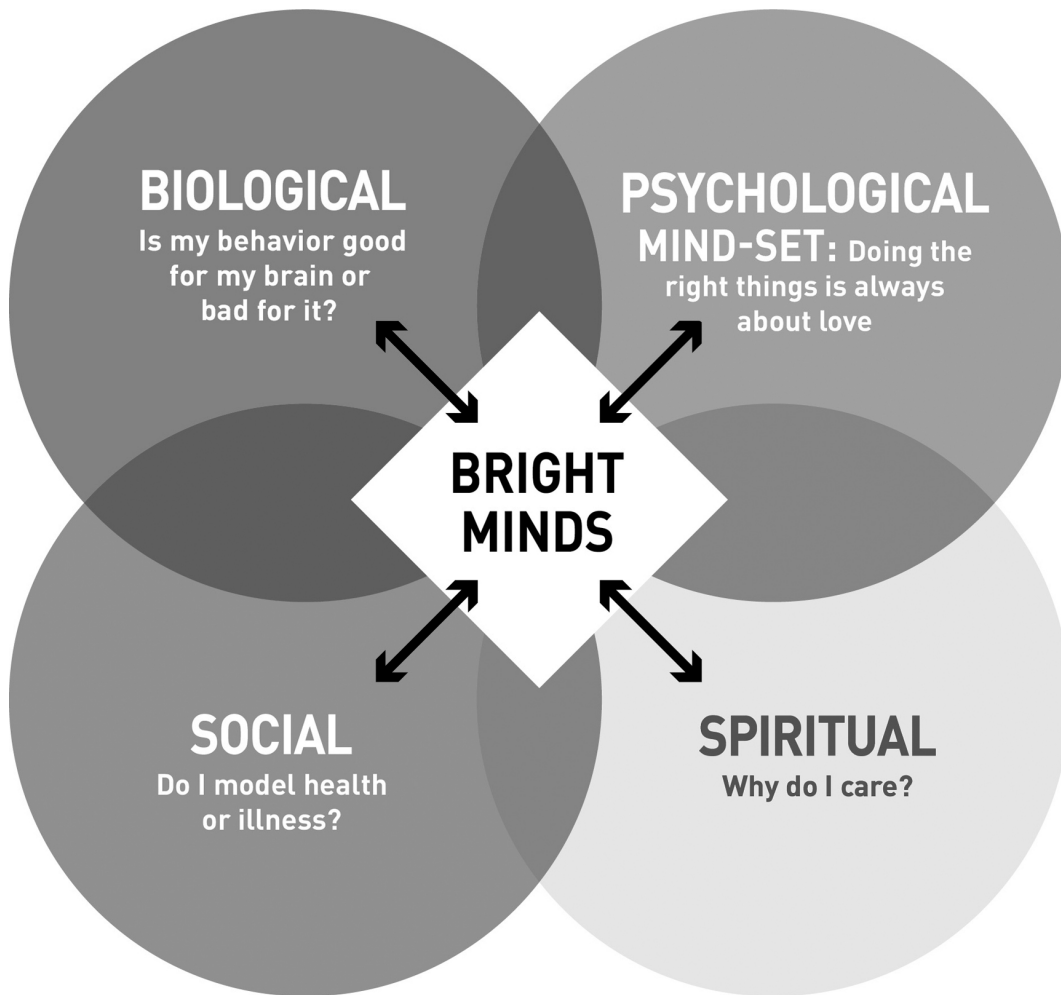 BIOLOGICAL
Is my behavior good
for my brain or
bad for it?
PSYCHOLOGICAL
MIND-SET: Doing the
right things is always
about love
BRIGHT
MINDS
SOCIAL
Do I model health
or illness?
SPIRITUAL
Why do I care?